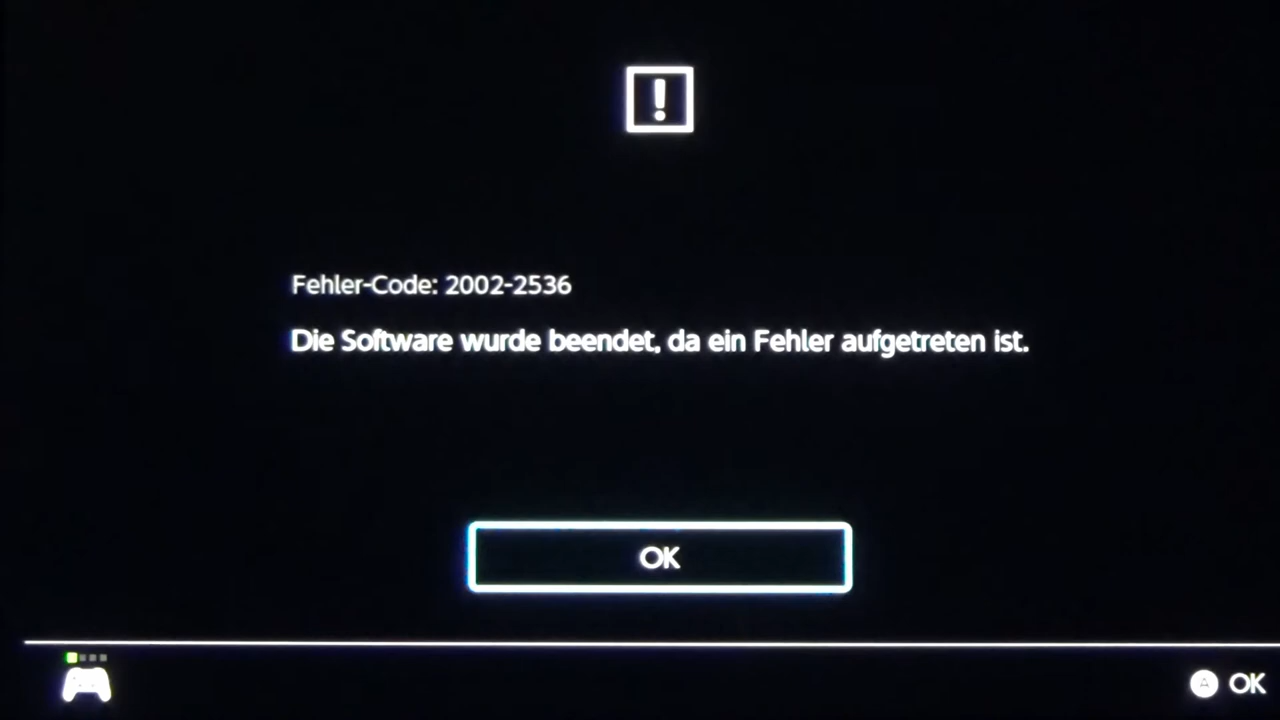 !
Fehler-Code: 2002-2536
Die Software wurde beendet, da ein Fehler aufgetreten ist.
OK
A OK